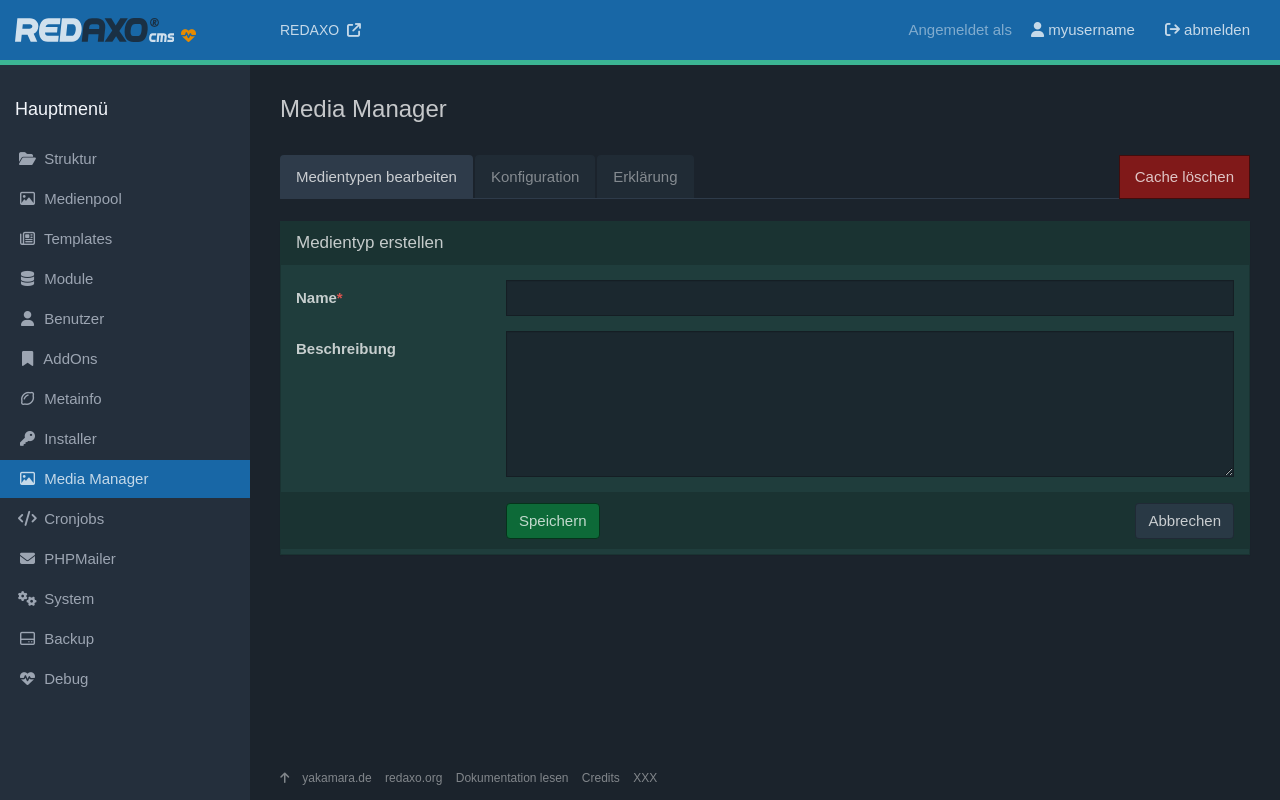 REDAXO® cms
REDAXO
Angemeldet als myusername abmelden
Hauptmenü
Struktur
Medienpool
Templates
Module
Benutzer
AddOns
Metainfo
Installer
Media Manager
Cronjobs
PHPMailer
System
Backup
Debug
Media Manager
Medientypen bearbeiten Konfiguration Erklärung Cache löschen
Medientyp erstellen
Name*
Beschreibung
Speichern Abbrechen
yakamara.de redaxo.org Dokumentation lesen Credits XXX